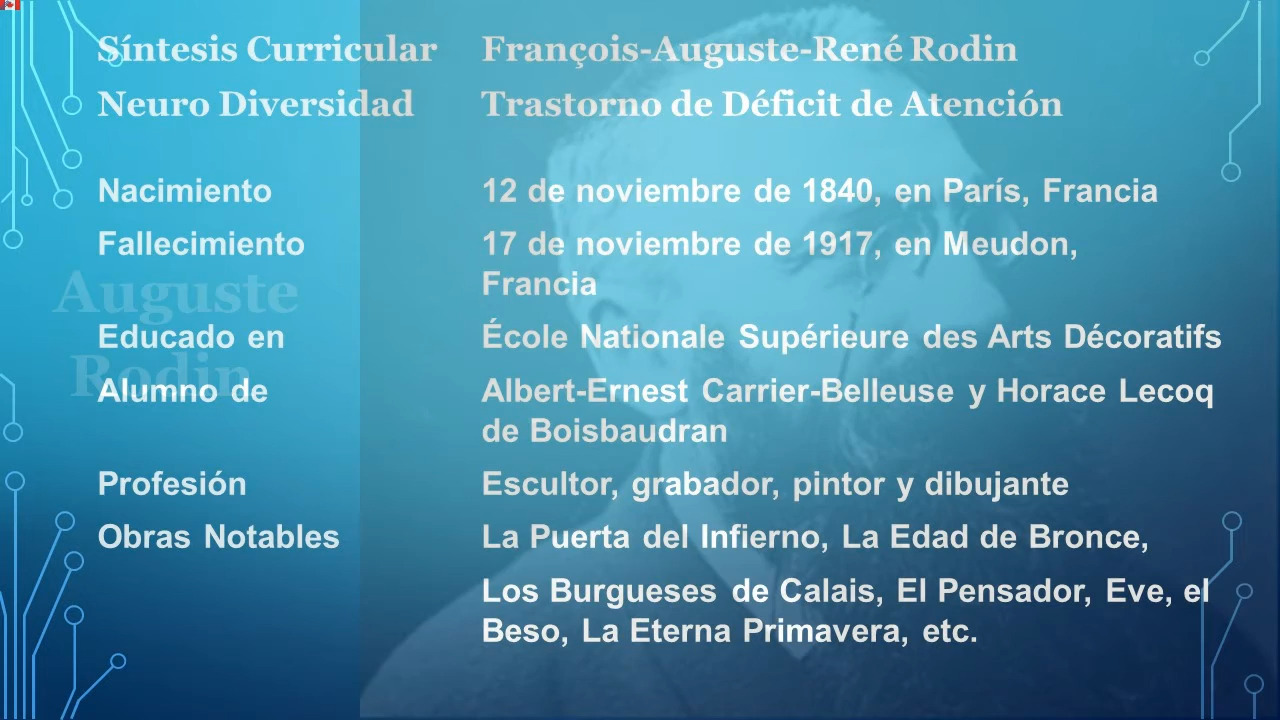 Síntesis Curricular François-Auguste-René Rodin
Neuro Diversidad Trastorno de Déficit de Atención
Nacimiento 12 de noviembre de 1840, en París, Francia
Fallecimiento 17 de noviembre de 1917, en Meudon,
Francia
Auguste
Educado en École Nationale Supérieure des Arts Décoratifs
Rodin
Alumno de Albert-Ernest Carrier-Belleuse y Horace Lecoq
de Boisbaudran
Profesión Escultor, grabador, pintor y dibujante
Obras Notables La Puerta del Infierno, La Edad de Bronce,
Los Burgueses de Calais, El Pensador, Eve, el
Beso, La Eterna Primavera, etc.